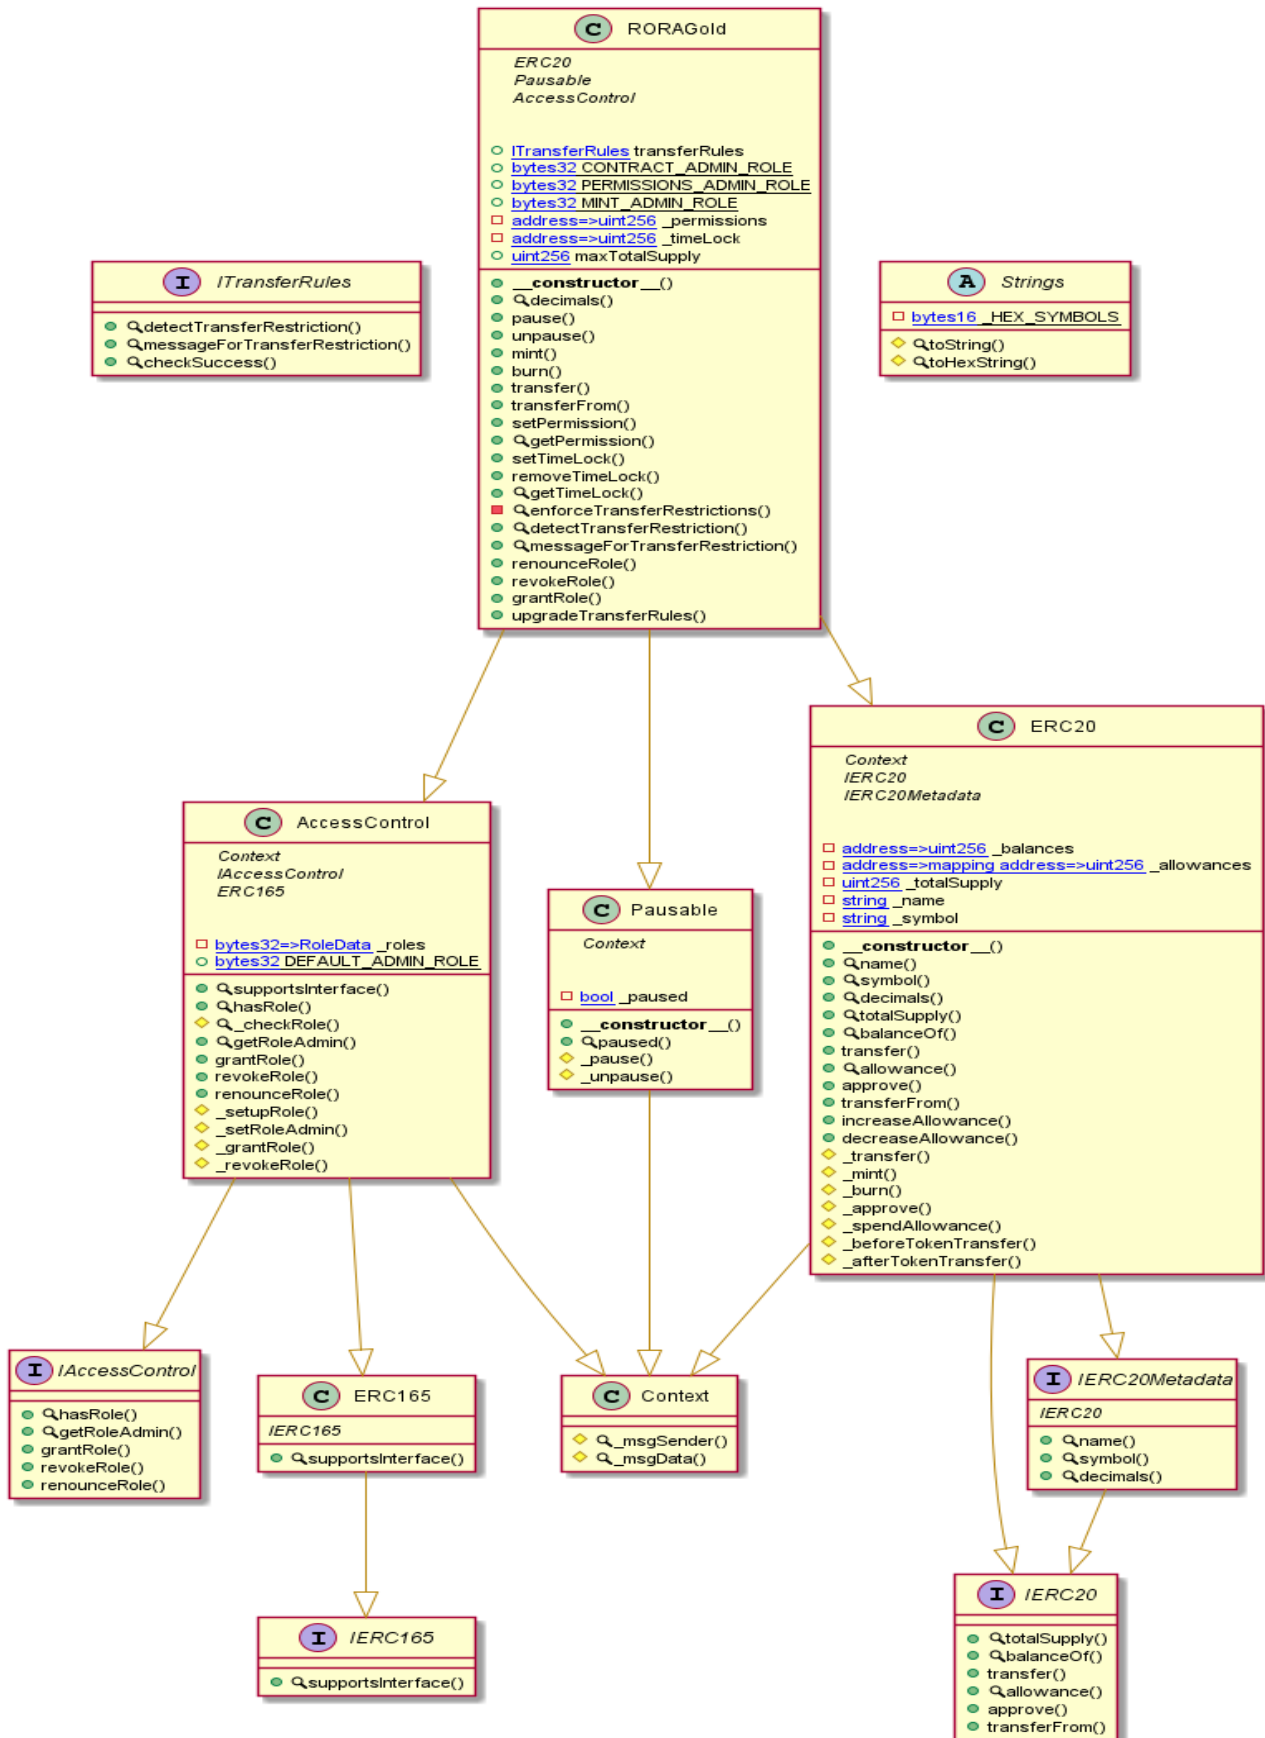 C RORAGold
ERC20
Pausable
AccessControl
ITransferRules transferRules
bytes32 CONTRACT_ADMIN_ROLE
bytes32 PERMISSIONS_ADMIN_ROLE
bytes32 MINT_ADMIN_ROLE
address=>uint256 _permissions
address=>uint256 _timeLock
uint256 maxTotalSupply
__constructor__()
decimals()
pause()
unpause()
mint()
burn()
transfer()
transferFrom()
setPermission()
getPermission()
setTimeLock()
removeTimeLock()
getTimeLock()
enforceTransferRestrictions()
detectTransferRestriction()
messageForTransferRestriction()
renounceRole()
revokeRole()
grantRole()
upgradeTransferRules()
I ITransferRules
detectTransferRestriction()
messageForTransferRestriction()
checkSuccess()
A Strings
bytes16 _HEX_SYMBOLS
toString()
toHexString()
C AccessControl
Context
IAccessControl
ERC165
bytes32=>RoleData _roles
bytes32 DEFAULT_ADMIN_ROLE
supportsInterface()
hasRole()
_checkRole()
getRoleAdmin()
grantRole()
revokeRole()
renounceRole()
_setupRole()
_setRoleAdmin()
_grantRole()
_revokeRole()
C Pausable
Context
bool _paused
__constructor__()
paused()
_pause()
_unpause()
C ERC20
Context
IERC20
IERC20Metadata
address=>uint256 _balances
address=>mapping address=>uint256 _allowances
uint256 _totalSupply
string _name
string _symbol
__constructor__()
name()
symbol()
decimals()
totalSupply()
balanceOf()
transfer()
allowance()
approve()
transferFrom()
increaseAllowance()
decreaseAllowance()
_transfer()
_mint()
_burn()
_approve()
_spendAllowance()
_beforeTokenTransfer()
_afterTokenTransfer()
I IAccessControl
hasRole()
getRoleAdmin()
grantRole()
revokeRole()
renounceRole()
C ERC165
IERC165
supportsInterface()
C Context
_msgSender()
_msgData()
I IERC20Metadata
IERC20
name()
symbol()
decimals()
I IERC165
supportsInterface()
I IERC20
totalSupply()
balanceOf()
transfer()
allowance()
approve()
transferFrom()